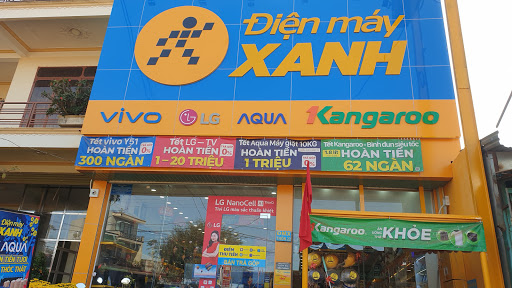 Điện máy
XANH
vivo LG AQUA Kangaroo
Tết vivo Y51
HOÀN TIỀN
300 NGÀN
Tết LG - TV
HOÀN TIỀN
1 - 20 TRIỆU
Tết Aqua Máy Giặt 10KG
HOÀN TIỀN
1 TRIỆU
Tết Kangaroo - Bình đun siêu tốc
HOÀN TIỀN
62 NGÀN
LG NanoCell
Điện máy
XANH
AQUA
Kangaroo
KHỎE